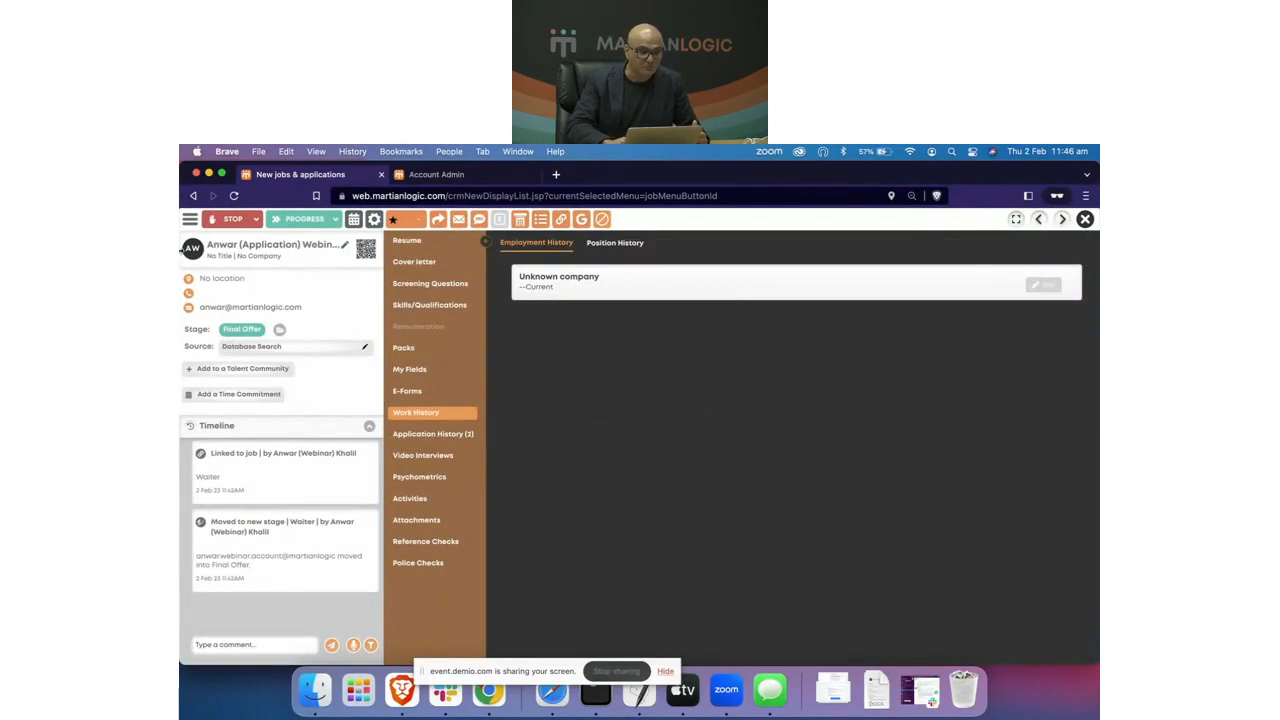 MARTIANLOGIC
Brave File Edit View History Bookmarks People Tab Window Help
zoom 57% Thu 2 Feb 11:46 am
New jobs & applications
Account Admin
web.martianlogic.com/crmNewDisplayList.jsp?currentSelectedMenu=jobMenuButtonId
STOP
PROGRESS
AW
Anwar (Application) Webin...
No Title | No Company
No location
anwar@martianlogic.com
Stage: Final Offer
Source: Database Search
+ Add to a Talent Community
Add a Time Commitment
Timeline
Linked to job | by Anwar (Webinar) Khalil
Waiter
2 Feb 23 11:42AM
Moved to new stage | Waiter | by Anwar
(Webinar) Khalil
anwar.webinar.account@martianlogic moved
into Final Offer.
2 Feb 23 11:42AM
Type a comment...
Resume
Cover letter
Screening Questions
Skills/Qualifications
Remuneration
Packs
My Fields
E-Forms
Work History
Application History (2)
Video Interviews
Psychometrics
Activities
Attachments
Reference Checks
Police Checks
Employment History
Position History
Unknown company
--Current
event.demio.com is sharing your screen.
Stop sharing
Hide
tv
zoom
DOCX